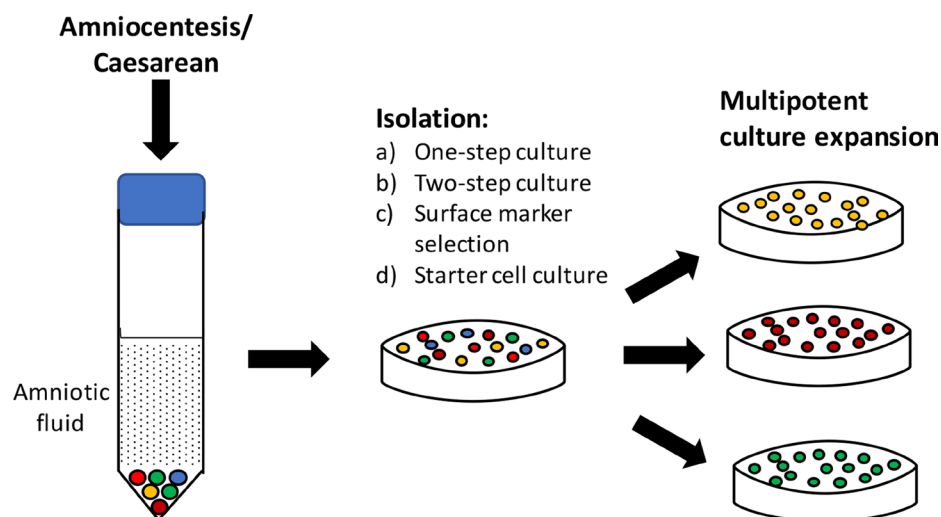 Amniocentesis/
Caesarean
Amniotic
fluid
Isolation:
a) One-step culture
b) Two-step culture
c) Surface marker
selection
d) Starter cell culture
Multipotent
culture expansion